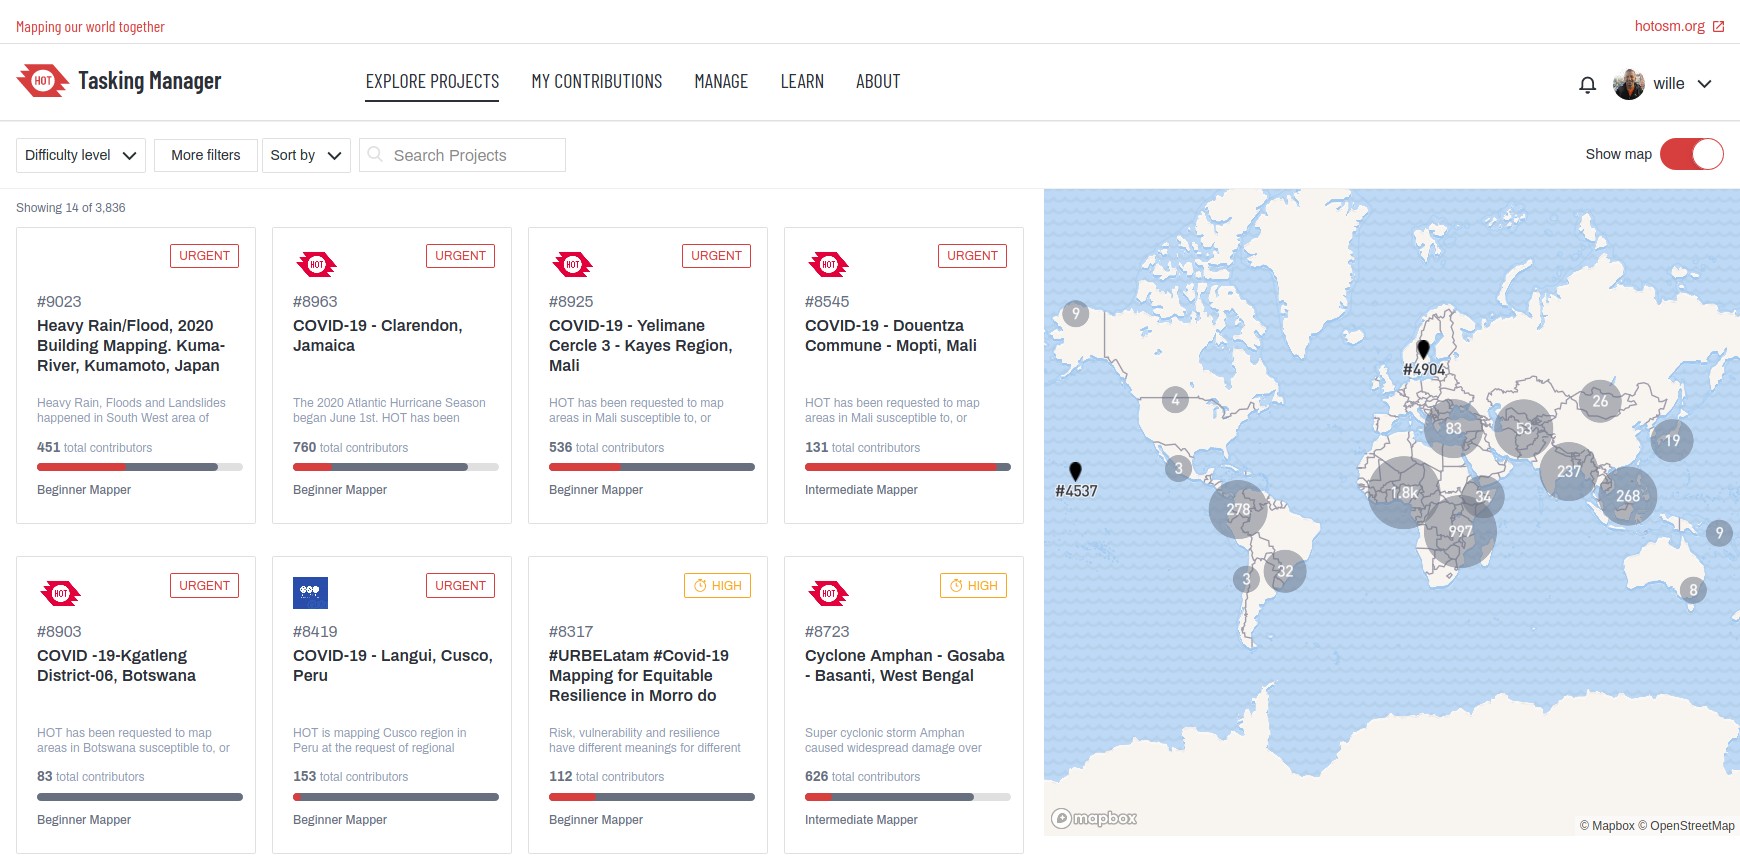 Mapping our world together
hotosm.org
HOT Tasking Manager
EXPLORE PROJECTS MY CONTRIBUTIONS MANAGE LEARN ABOUT
wille
Difficulty level More filters Sort by Search Projects
Show map
Showing 14 of 3,836
URGENT
#9023
Heavy Rain/Flood, 2020
Building Mapping. Kuma-
River, Kumamoto, Japan
Heavy Rain, Floods and Landslides
happened in South West area of
451 total contributors
Beginner Mapper
HOT
URGENT
#8963
COVID-19 - Clarendon,
Jamaica
The 2020 Atlantic Hurricane Season
began June 1st. HOT has been
760 total contributors
Beginner Mapper
HOT
URGENT
#8925
COVID-19 - Yelimane
Cercle 3 - Kayes Region,
Mali
HOT has been requested to map
areas in Mali susceptible to, or
536 total contributors
Beginner Mapper
HOT
URGENT
#8545
COVID-19 - Douentza
Commune - Mopti, Mali
HOT has been requested to map
areas in Mali susceptible to, or
131 total contributors
Intermediate Mapper
HOT
URGENT
#8903
COVID -19-Kgatleng
District-06, Botswana
HOT has been requested to map
areas in Botswana susceptible to, or
83 total contributors
Beginner Mapper
URGENT
#8419
COVID-19 - Langui, Cusco,
Peru
HOT is mapping Cusco region in
Peru at the request of regional
153 total contributors
Beginner Mapper
HIGH
#8317
#URBELatam #Covid-19
Mapping for Equitable
Resilience in Morro do
Risk, vulnerability and resilience
have different meanings for different
112 total contributors
Beginner Mapper
HOT
HIGH
#8723
Cyclone Amphan - Gosaba
- Basanti, West Bengal
Super cyclonic storm Amphan
caused widespread damage over
626 total contributors
Intermediate Mapper
9
#4904
4
26
83
53
19
3
237
#4537
1.8k
34
268
278
997
9
3
32
8
mapbox
© Mapbox © OpenStreetMap